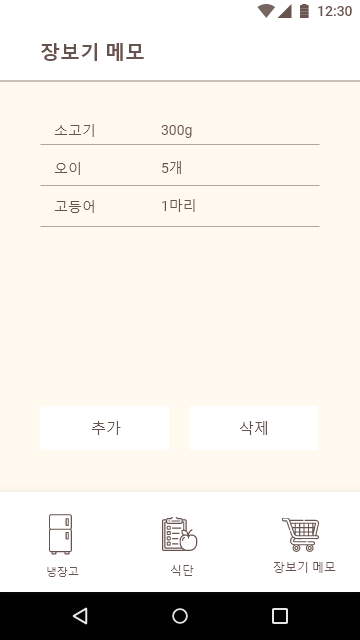 12:30
장보기 메모
소고기 300g
오이 5개
고등어 1마리
추가 삭제
냉장고 식단 장보기 메모